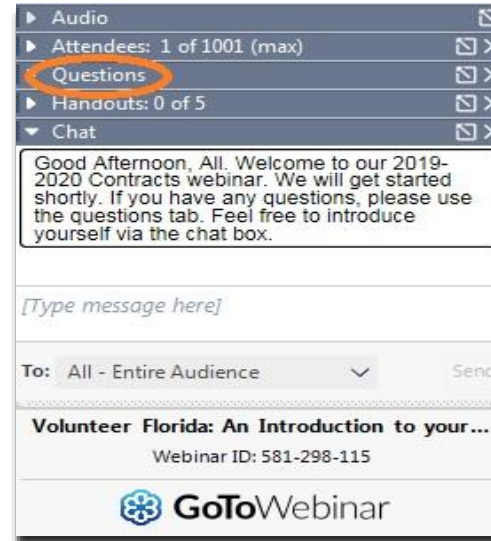 Audio
Attendees: 1 of 1001 (max)
Questions
Handouts: 0 of 5
Chat
Good Afternoon, All. Welcome to our 2019-
2020 Contracts webinar. We will get started
shortly. If you have any questions, please use
the questions tab. Feel free to introduce
yourself via the chat box.
[Type message here]
To: All - Entire Audience Send
Volunteer Florida: An Introduction to your...
Webinar ID: 581-298-115
GoToWebinar